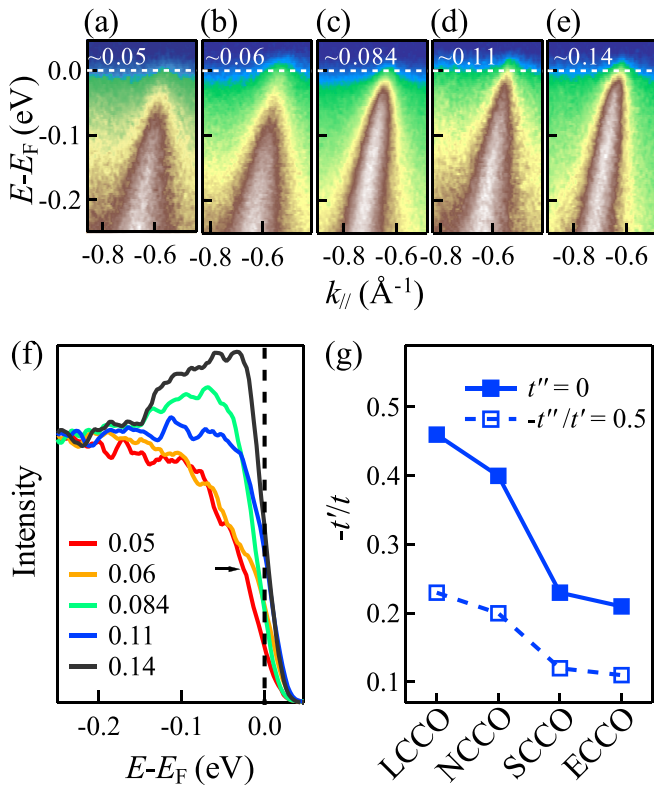 (a) (b) (c) (d) (e)
~0.05 ~0.06 ~0.084 ~0.11 ~0.14
E-E_F (eV)
0.0
-0.1
-0.2
-0.8 -0.6 -0.8 -0.6 -0.8 -0.6 -0.8 -0.6 -0.8 -0.6
k_// (Å⁻¹)
(f)
Intensity
0.05
0.06
0.084
0.11
0.14
-0.2 -0.1 0.0
E-E_F (eV)
(g)
t'' = 0
-t''/t' = 0.5
-t'/t
0.5
0.4
0.3
0.2
0.1
LCCO NCCO SCCO ECCO